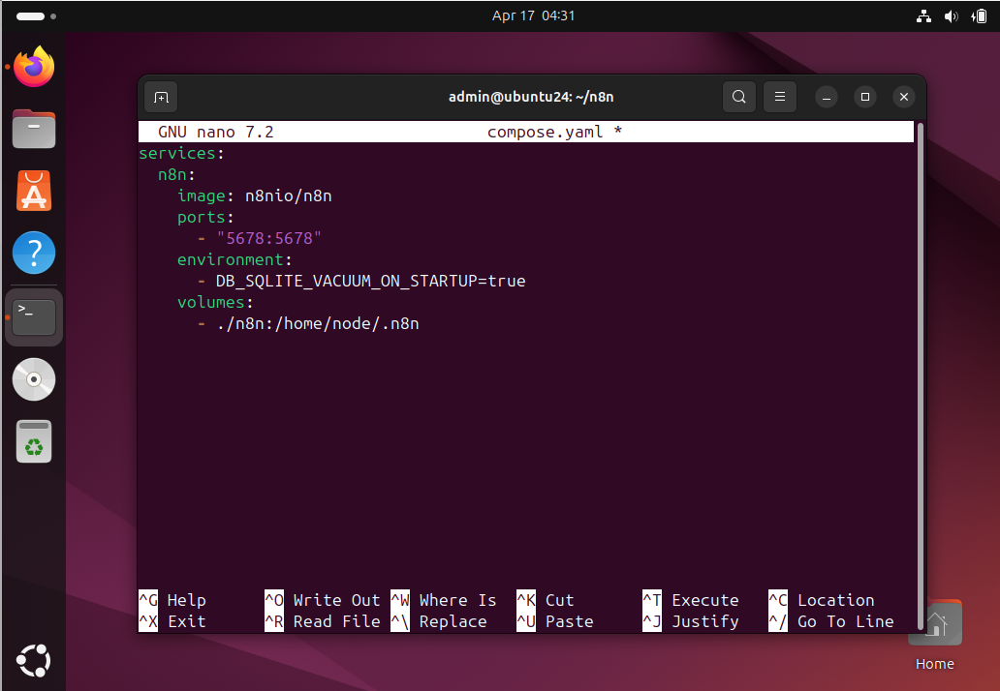 Apr 17 04:31
admin@ubuntu24: ~/n8n
GNU nano 7.2 compose.yaml *
services:
  n8n:
    image: n8nio/n8n
    ports:
      - "5678:5678"
    environment:
      - DB_SQLITE_VACUUM_ON_STARTUP=true
    volumes:
      - ./n8n:/home/node/.n8n
^G Help ^O Write Out ^W Where Is ^K Cut ^T Execute ^C Location
^X Exit ^R Read File ^\ Replace ^U Paste ^J Justify ^/ Go To Line
Home